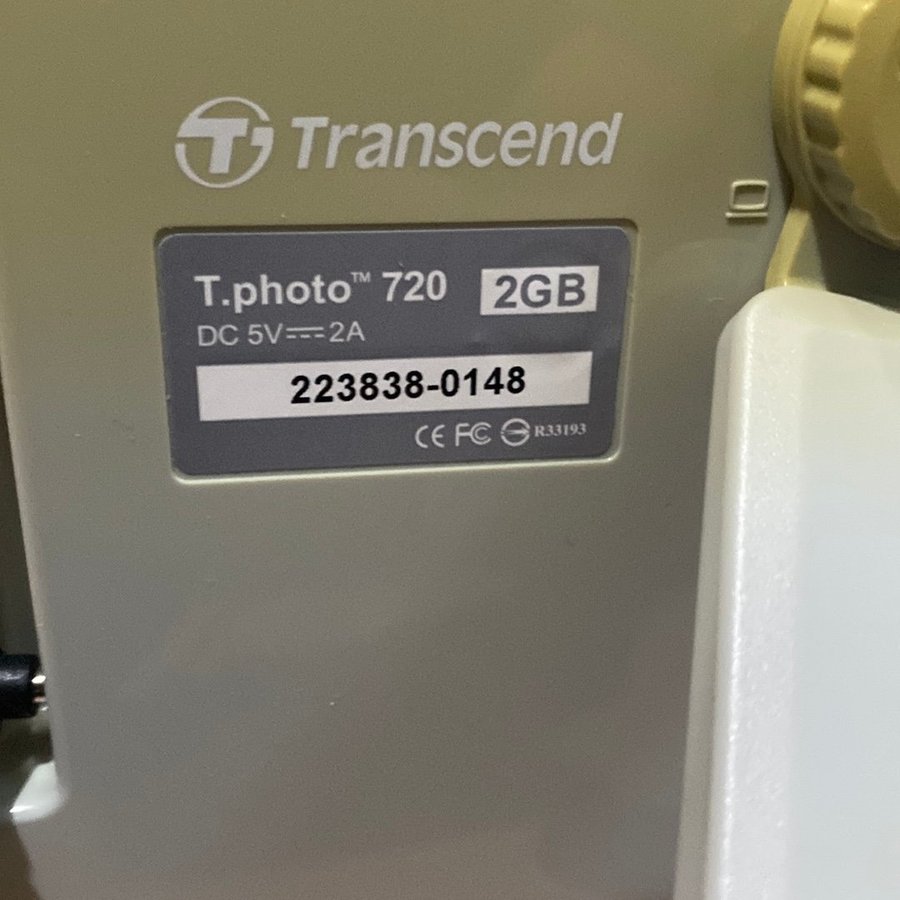 Transcend
T.photo™ 720 2GB
DC 5V⎓2A
223838-0148
CE FC R33193